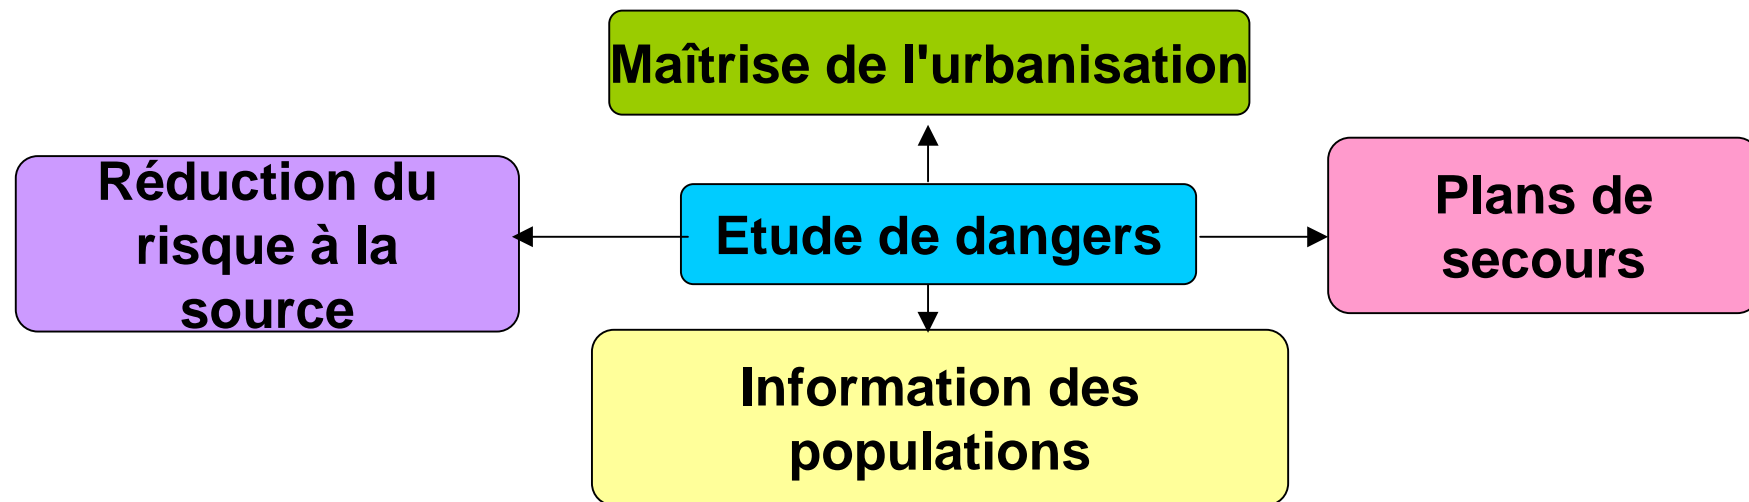 Maîtrise de l'urbanisation
Réduction du
risque à la
source
Etude de dangers
Plans de
secours
Information des
populations